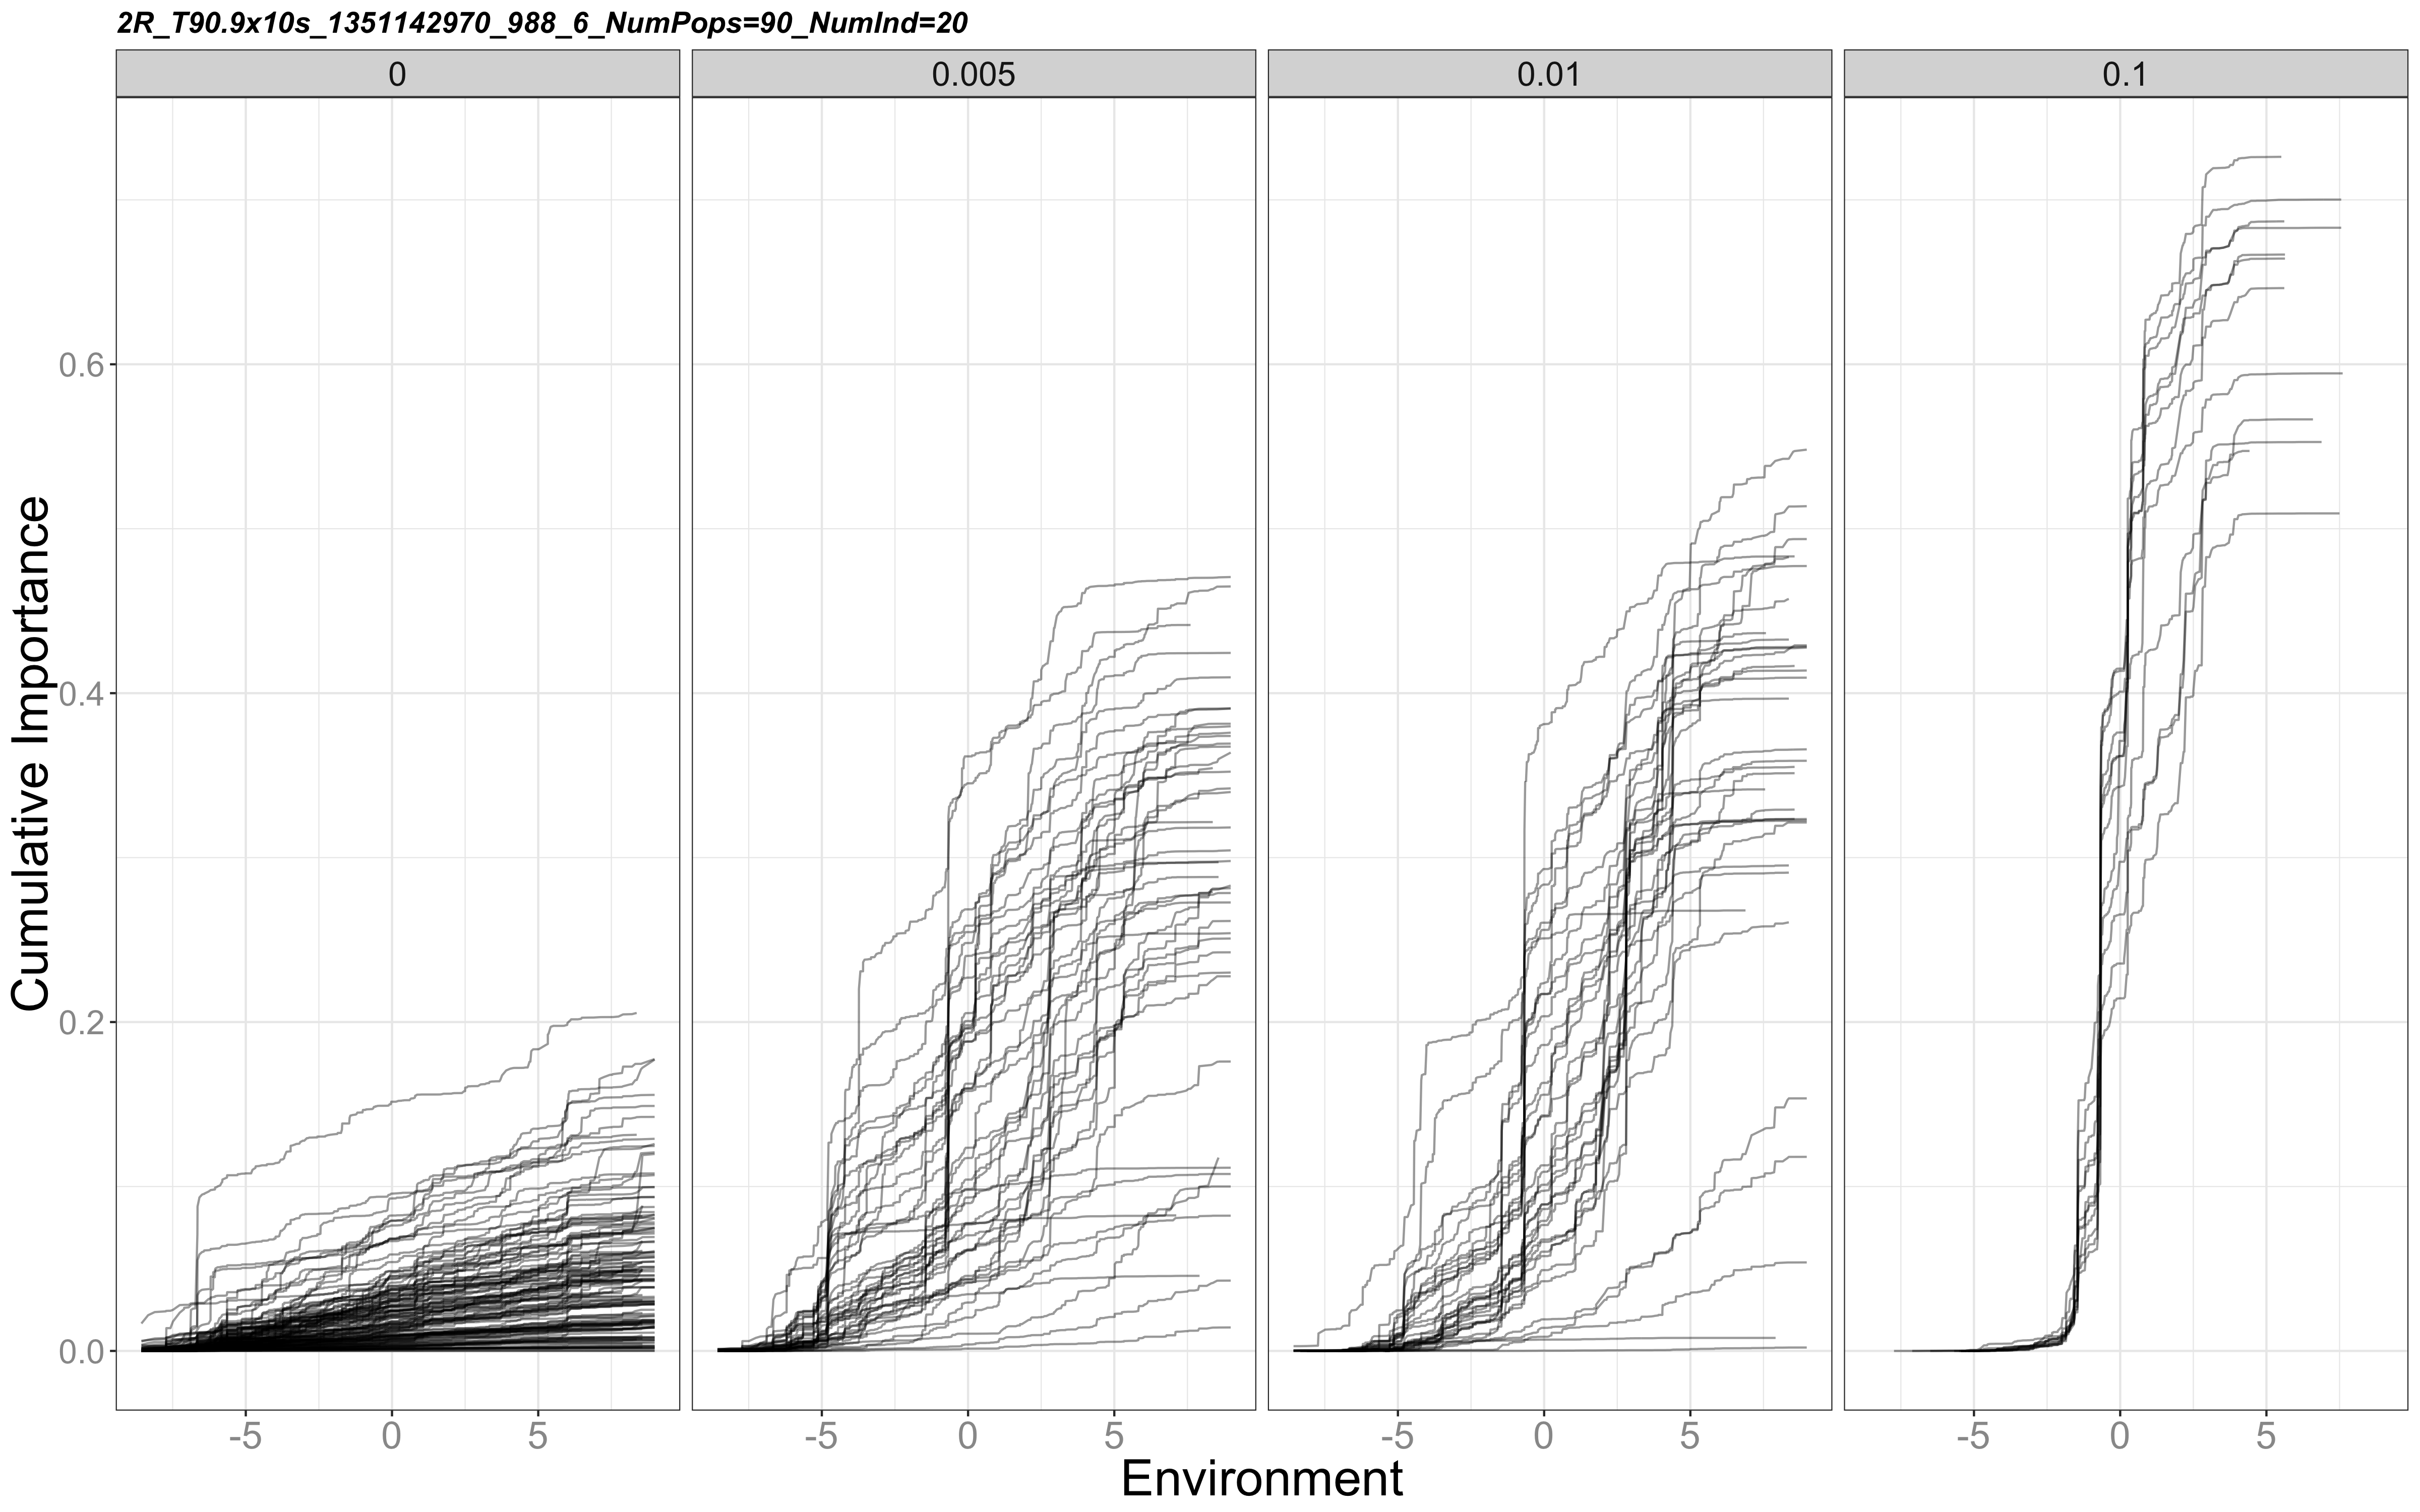 2R_T90.9x10s_1351142970_988_6_NumPops=90_NumInd=20
0 0.005 0.01 0.1
Cumulative Importance
0.6
0.4
0.2
0.0
-5 0 5 -5 0 5 -5 0 5 -5 0 5
Environment